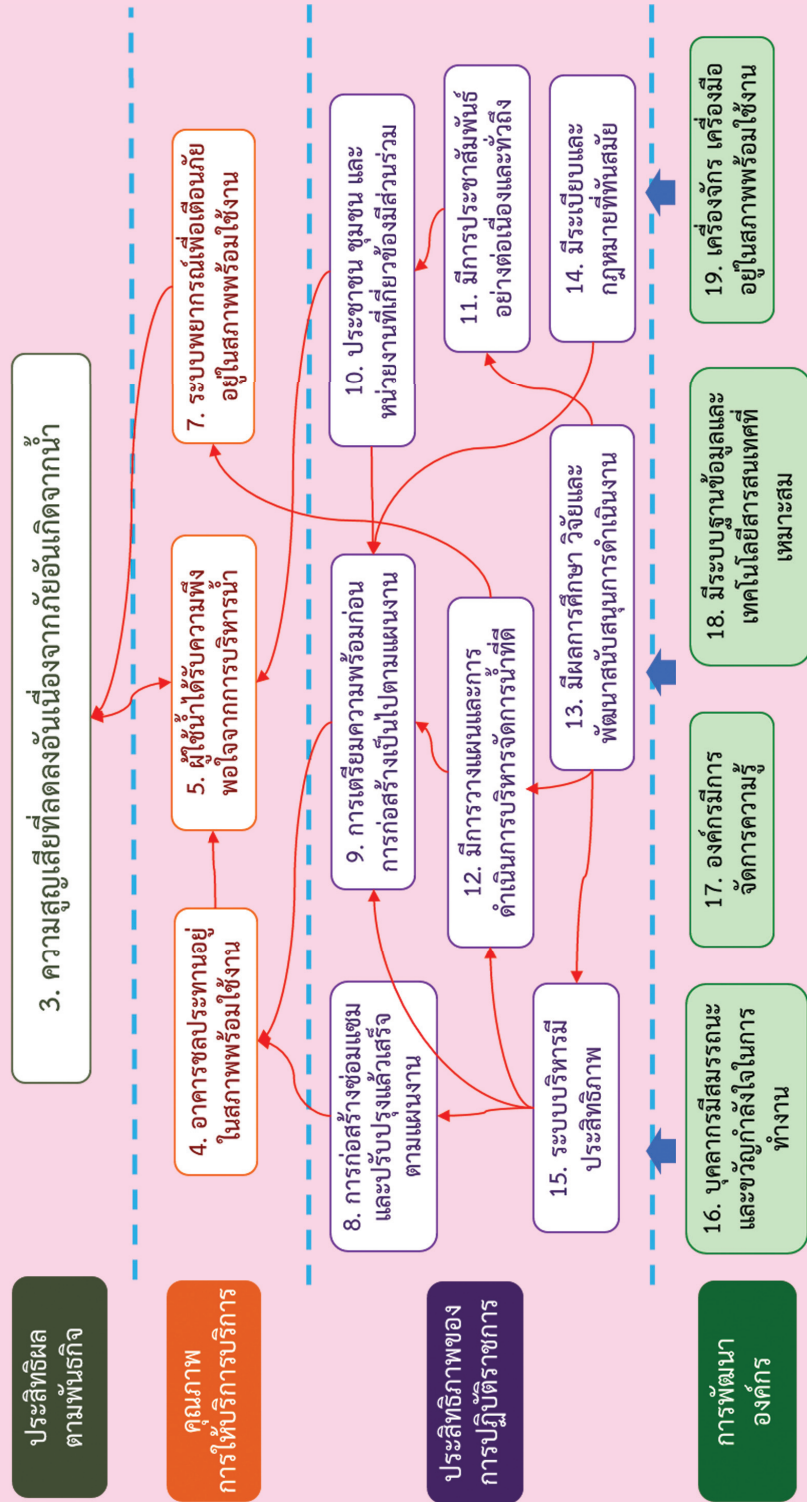 ประสิทธิผล
ตามพันธกิจ
3. ความสูญเสียที่ลดลงอันเนื่องจากภัยอันเกิดจากน้ำ
คุณภาพ
การให้บริการบริการ
4. อาคารชลประทานอยู่
ในสภาพพร้อมใช้งาน
5. ผู้ใช้น้ำได้รับความพึง
พอใจจากการบริหารน้ำ
7. ระบบพยากรณ์เพื่อเตือนภัย
อยู่ในสภาพพร้อมใช้งาน
ประสิทธิภาพของ
การปฏิบัติราชการ
8. การก่อสร้างซ่อมแซม
และปรับปรุงแล้วเสร็จ
ตามแผนงาน
9. การเตรียมความพร้อมก่อน
การก่อสร้างเป็นไปตามแผนงาน
10. ประชาชน ชุมชน และ
หน่วยงานที่เกี่ยวข้องมีส่วนร่วม
11. มีการประชาสัมพันธ์
อย่างต่อเนื่องและทั่วถึง
12. มีการวางแผนและการ
ดำเนินการบริหารจัดการน้ำที่ดี
13. มีผลการศึกษา วิจัยและ
พัฒนาสนับสนุนการดำเนินงาน
14. มีระเบียบและ
กฎหมายที่ทันสมัย
15. ระบบบริหารมี
ประสิทธิภาพ
การพัฒนา
องค์กร
16. บุคลากรมีสมรรถนะ
และขวัญกำลังใจในการ
ทำงาน
17. องค์กรมีการ
จัดการความรู้
18. มีระบบฐานข้อมูลและ
เทคโนโลยีสารสนเทศที่
เหมาะสม
19. เครื่องจักร เครื่องมือ
อยู่ในสภาพพร้อมใช้งาน